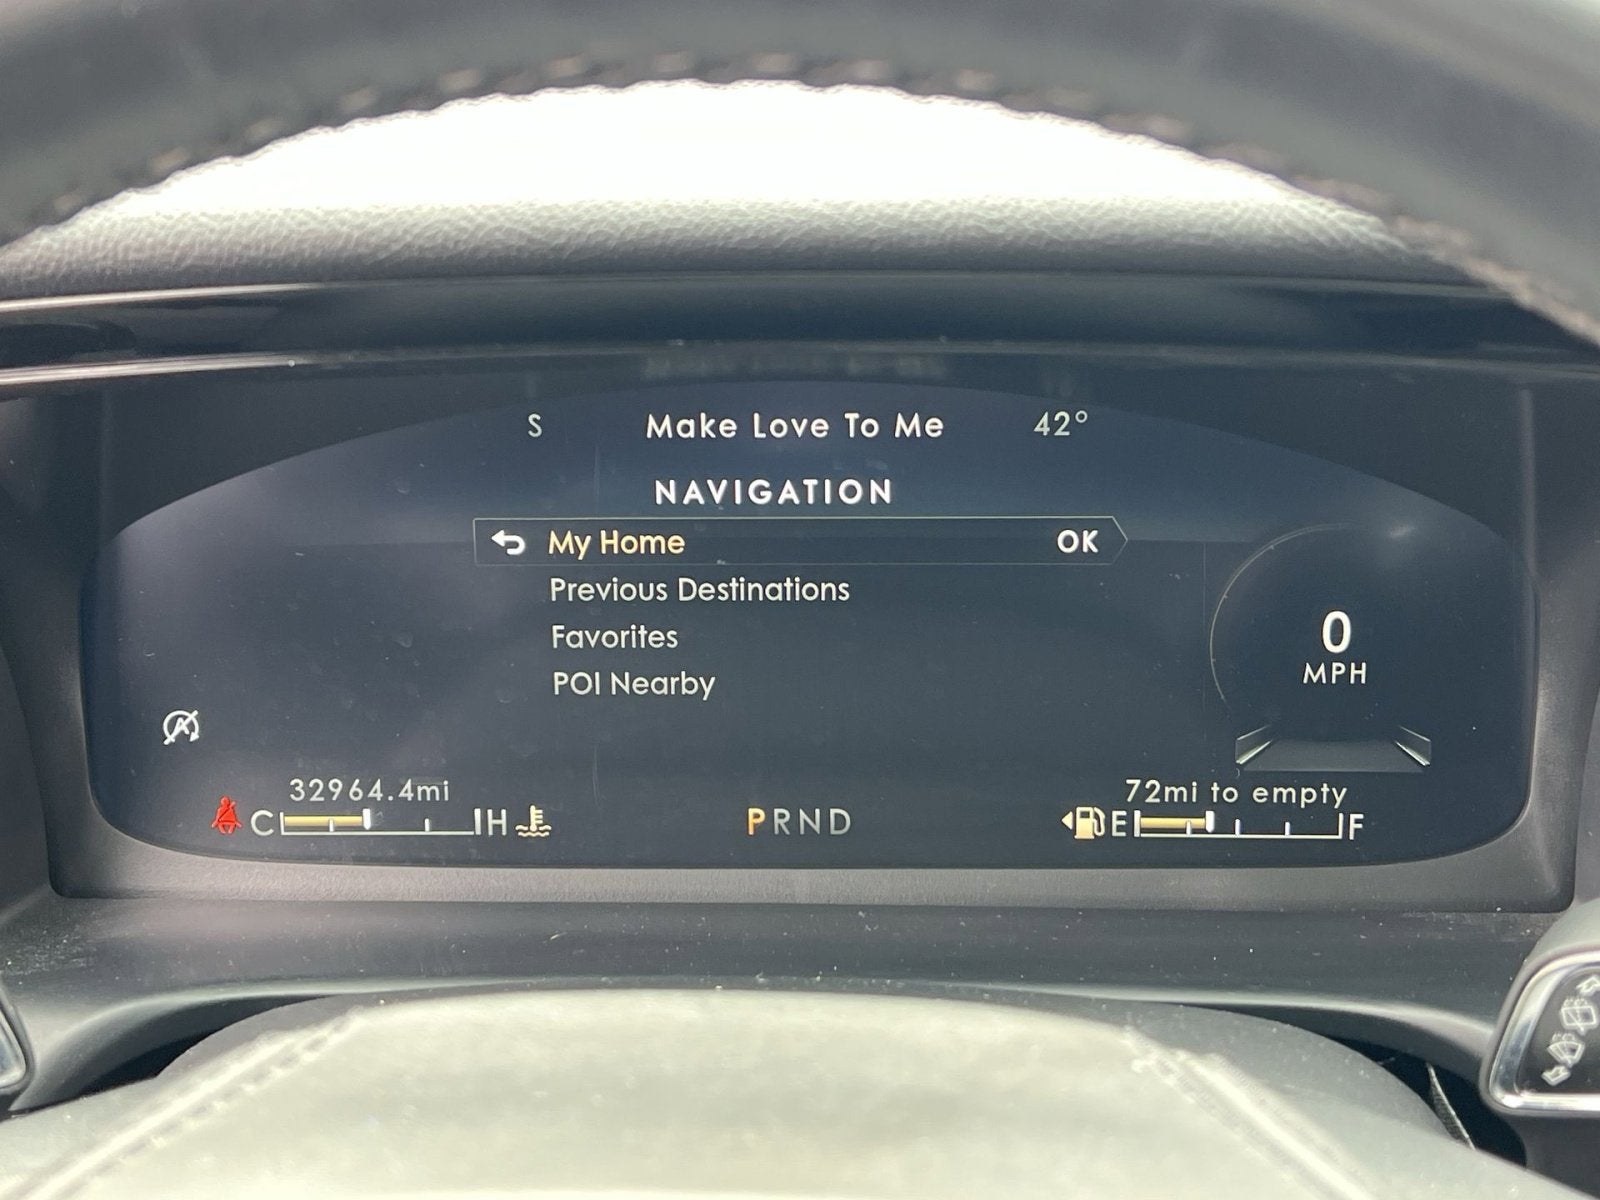 S Make Love To Me 42°
NAVIGATION
My Home OK
Previous Destinations
Favorites
POI Nearby
0
MPH
A
32964.4mi
72mi to empty
C H
PRND
E F